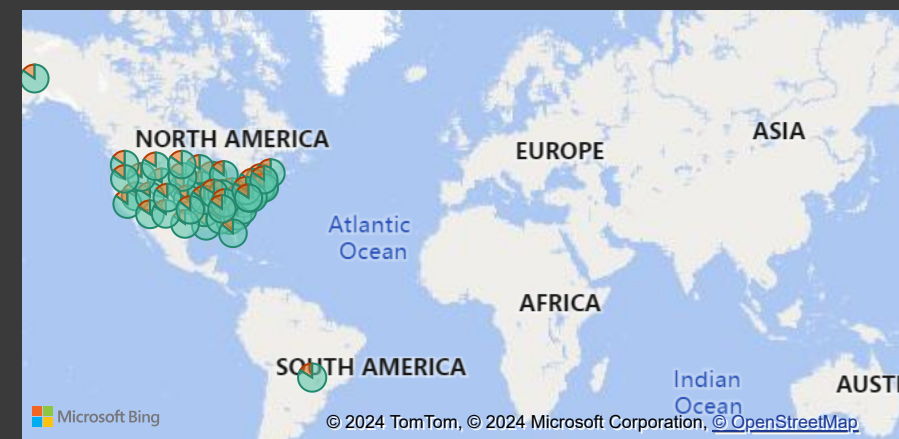 NORTH AMERICA
ASIA
EUROPE
Atlantic
Ocean
AFRICA
SOUTH AMERICA
Indian
Ocean
AUST
Microsoft Bing
© 2024 TomTom, © 2024 Microsoft Corporation, © OpenStreetMap